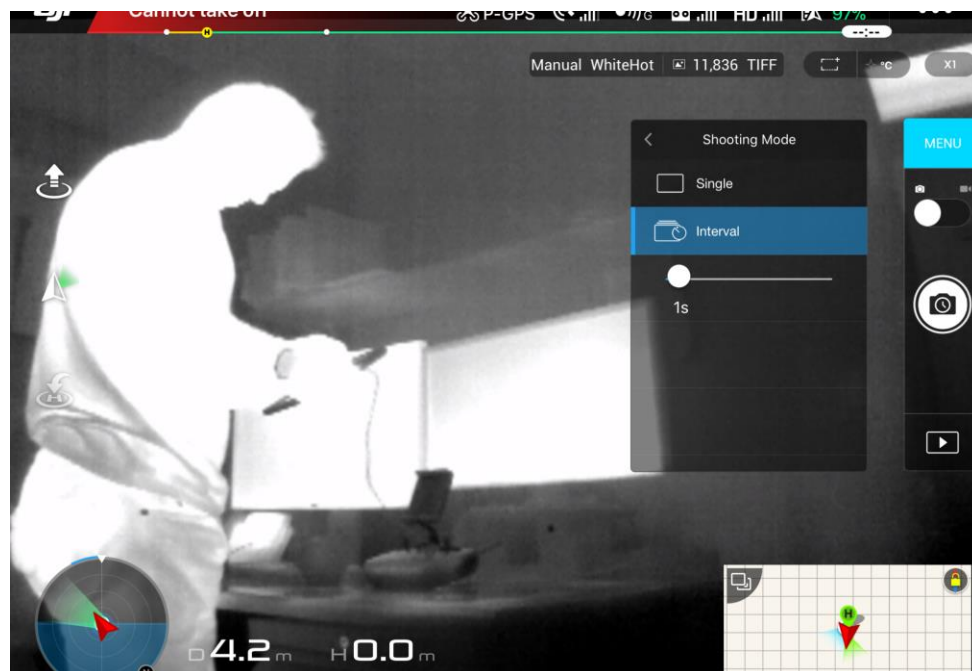 Cannot take off
P-GPS G HD 97%
--:--
Manual WhiteHot 11,836 TIFF °C X1
Shooting Mode
MENU
Single
Interval
1s
D 4.2 m H 0.0 m
H